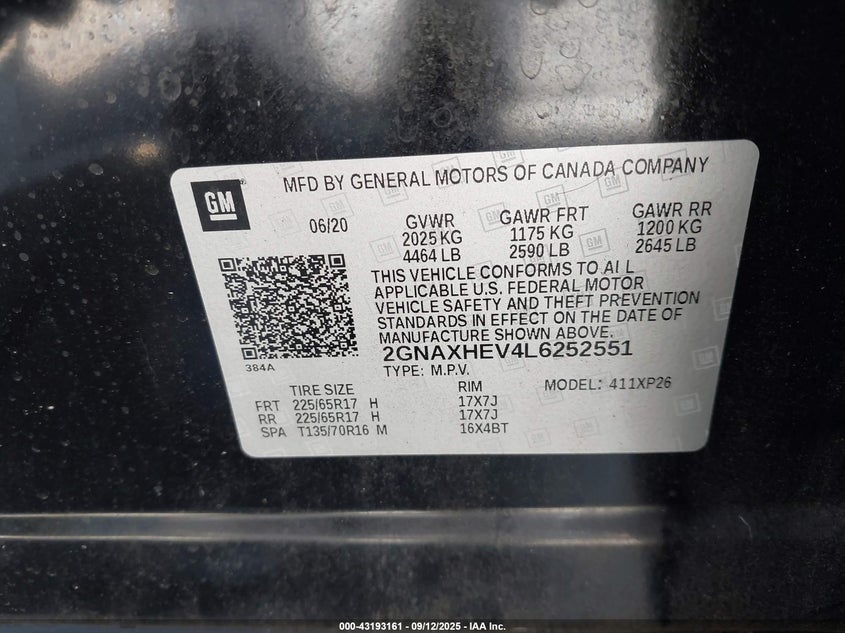 GM
MFD BY GENERAL MOTORS OF CANADA COMPANY
06/20
GVWR GAWR FRT GAWR RR
2025 KG 1175 KG 1200 KG
4464 LB 2590 LB 2645 LB
THIS VEHICLE CONFORMS TO AI L
APPLICABLE U.S. FEDERAL MOTOR
VEHICLE SAFETY AND THEFT PREVENTION
STANDARDS IN EFFECT ON THE DATE OF
MANUFACTURE SHOWN ABOVE.
2GNAXHEV4L6252551
384A
TYPE: M.P.V.
TIRE SIZE RIM MODEL: 411XP26
FRT 225/65R17 H 17X7J
RR 225/65R17 H 17X7J
SPA T135/70R16 M 16X4BT
000-43193161 - 09/12/2025 - IAA Inc.